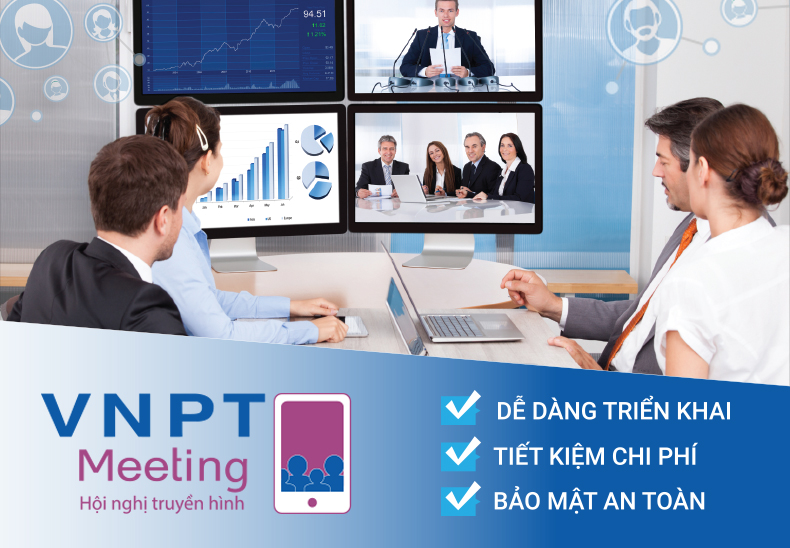 94.51
VNPT
Meeting
Hội nghị truyền hình
DỄ DÀNG TRIỂN KHAI
TIẾT KIỆM CHI PHÍ
BẢO MẬT AN TOÀN